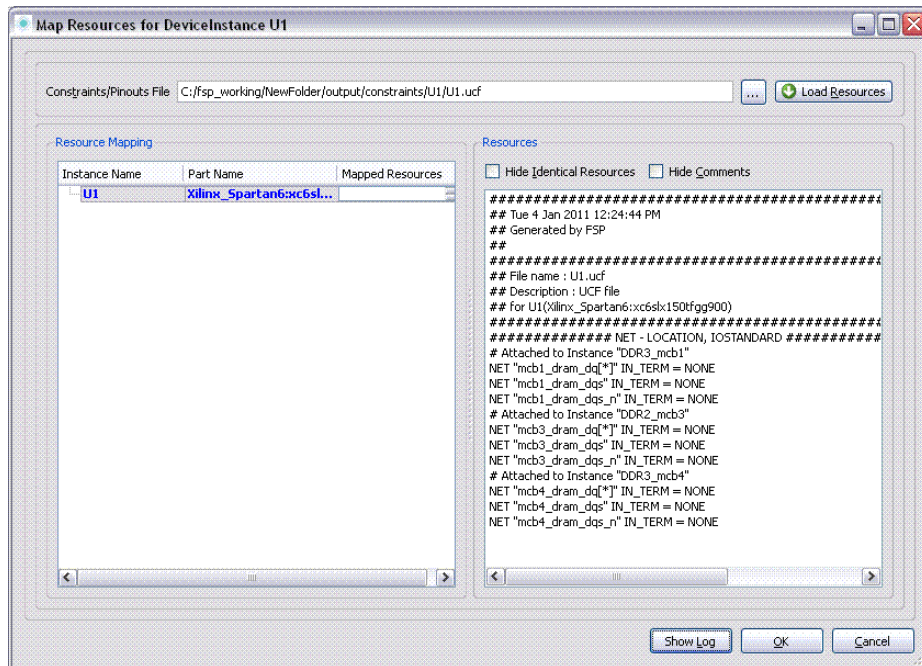 Map Resources for DeviceInstance U1
Constraints/Pinouts File C:/fsp_working/NewFolder/output/constraints/U1/U1.ucf ... Load Resources
Resource Mapping
Instance Name Part Name Mapped Resources
U1 Xilinx_Spartan6:xc6sl...
Resources
Hide Identical Resources Hide Comments
#############################################
## Tue 4 Jan 2011 12:24:44 PM
## Generated by FSP
##
#############################################
## File name : U1.ucf
## Description : UCF file
## for U1(Xilinx_Spartan6:xc6slx150tfgg900)
#############################################
############## NET - LOCATION, IOSTANDARD ###########
# Attached to Instance "DDR3_mcb1"
NET "mcb1_dram_dq[*]" IN_TERM = NONE
NET "mcb1_dram_dqs" IN_TERM = NONE
NET "mcb1_dram_dqs_n" IN_TERM = NONE
# Attached to Instance "DDR2_mcb3"
NET "mcb3_dram_dq[*]" IN_TERM = NONE
NET "mcb3_dram_dqs" IN_TERM = NONE
NET "mcb3_dram_dqs_n" IN_TERM = NONE
# Attached to Instance "DDR3_mcb4"
NET "mcb4_dram_dq[*]" IN_TERM = NONE
NET "mcb4_dram_dqs" IN_TERM = NONE
NET "mcb4_dram_dqs_n" IN_TERM = NONE
Show Log OK Cancel